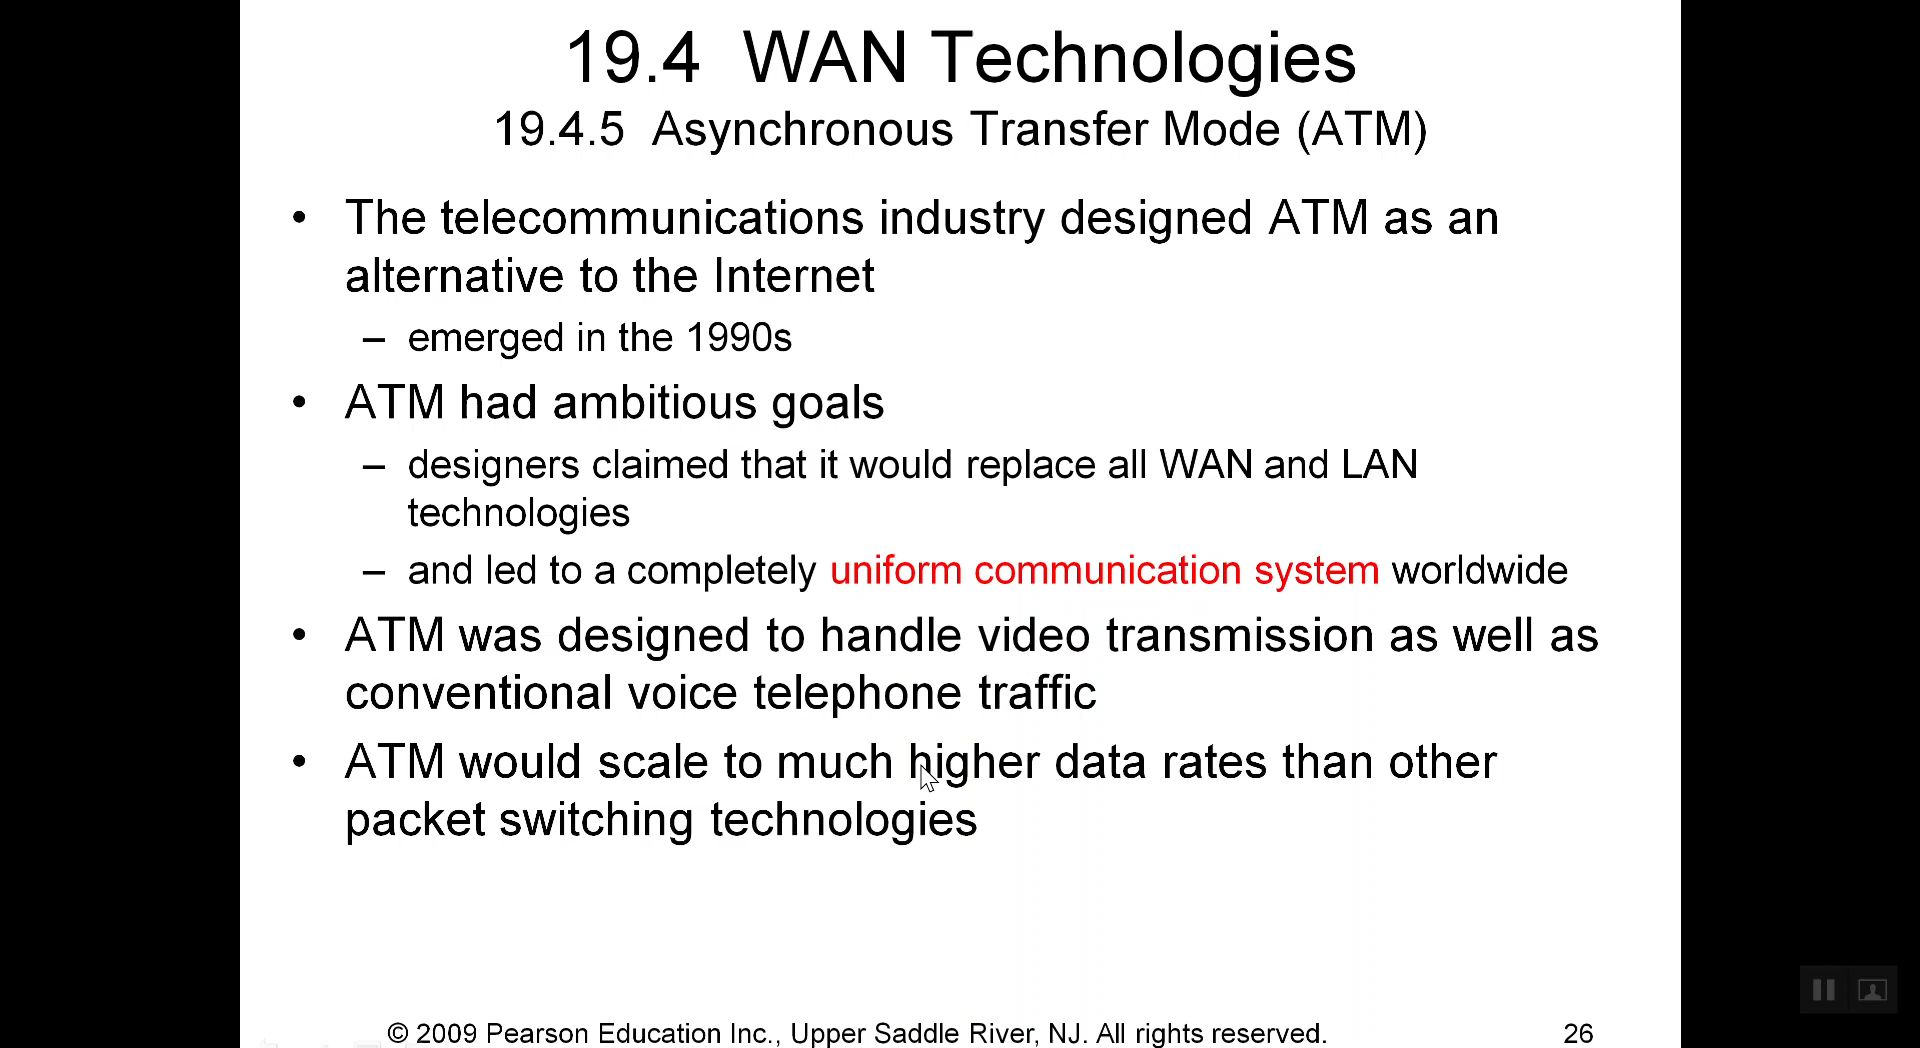 19.4 WAN Technologies
19.4.5 Asynchronous Transfer Mode (ATM)
• The telecommunications industry designed ATM as an
alternative to the Internet
– emerged in the 1990s
• ATM had ambitious goals
– designers claimed that it would replace all WAN and LAN
technologies
– and led to a completely uniform communication system worldwide
• ATM was designed to handle video transmission as well as
conventional voice telephone traffic
• ATM would scale to much higher data rates than other
packet switching technologies
© 2009 Pearson Education Inc., Upper Saddle River, NJ. All rights reserved.
26